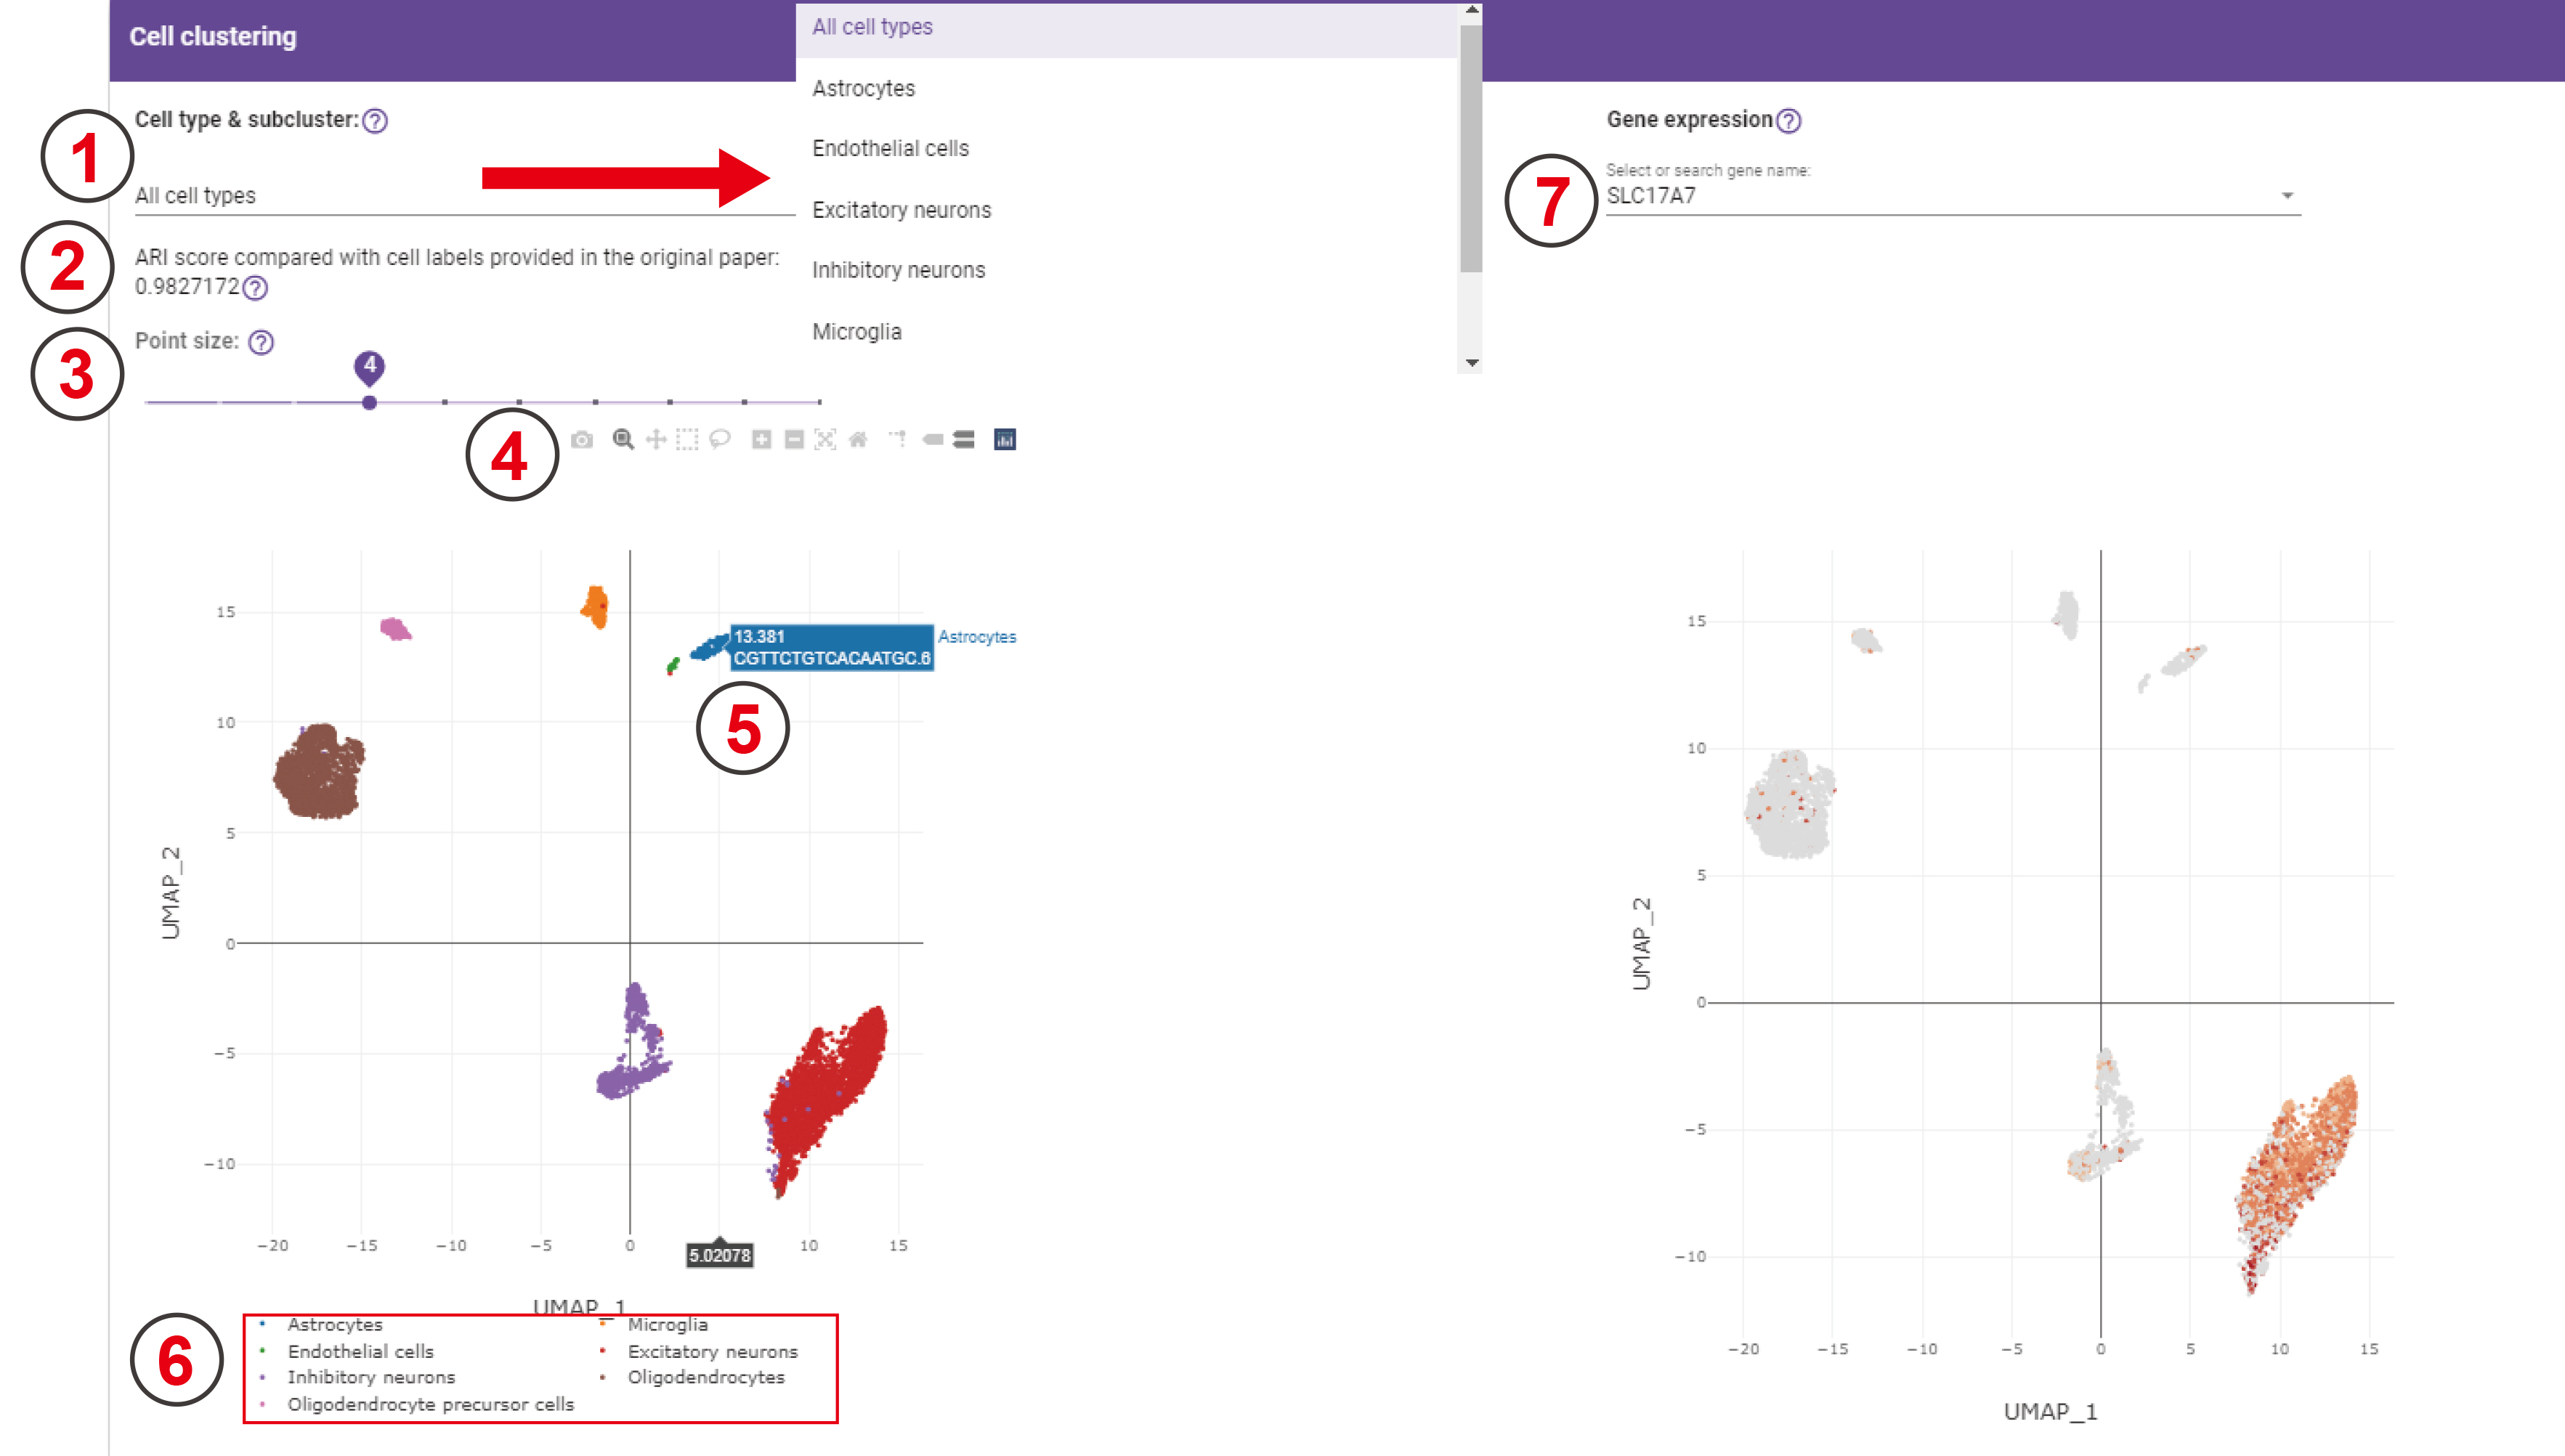 Cell clustering
All cell types
Astrocytes
Endothelial cells
Excitatory neurons
Inhibitory neurons
Microglia
1
Cell type & subcluster:?
All cell types
2
ARI score compared with cell labels provided in the original paper:
0.9827172?
3
Point size: ?
4
4
15
10
5
0
−5
−10
UMAP_2
13.381
CGTTCTGTCACAATGC.6
Astrocytes
5
−20
−15
−10
−5
0
5.02078
10
15
UMAP_1
6
Astrocytes
Microglia
Endothelial cells
Excitatory neurons
Inhibitory neurons
Oligodendrocytes
Oligodendrocyte precursor cells
Gene expression?
7
Select or search gene name:
SLC17A7
15
10
5
0
−5
−10
UMAP_2
−20
−15
−10
−5
0
5
10
15
UMAP_1